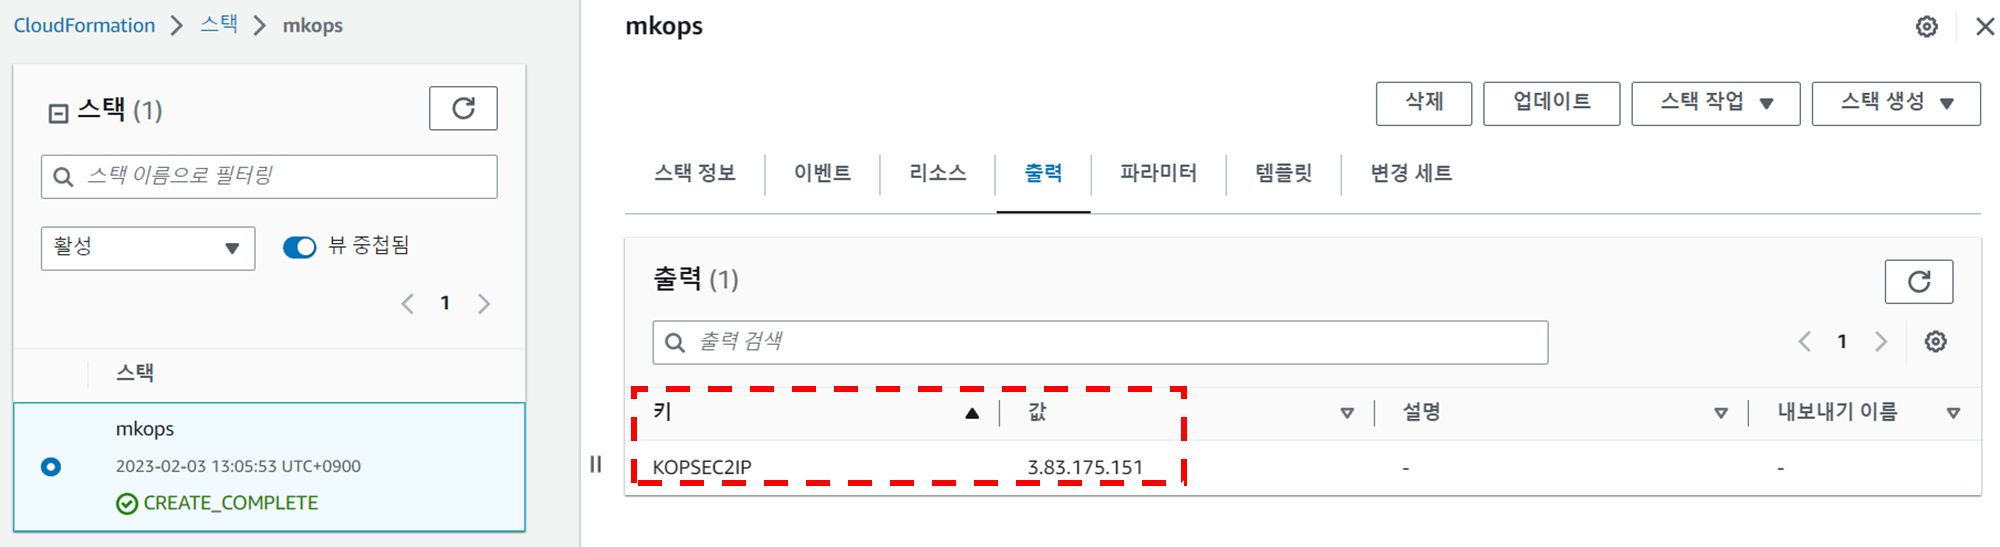 CloudFormation > 스택 > mkops
스택 (1)
스택 이름으로 필터링
활성
뷰 중첩됨
1
스택
mkops
2023-02-03 13:05:53 UTC+0900
CREATE_COMPLETE
mkops
삭제 업데이트 스택 작업 스택 생성
스택 정보 이벤트 리소스 출력 파라미터 템플릿 변경 세트
출력 (1)
출력 검색
1
키 값 설명 내보내기 이름
KOPSEC2IP 3.83.175.151 - -